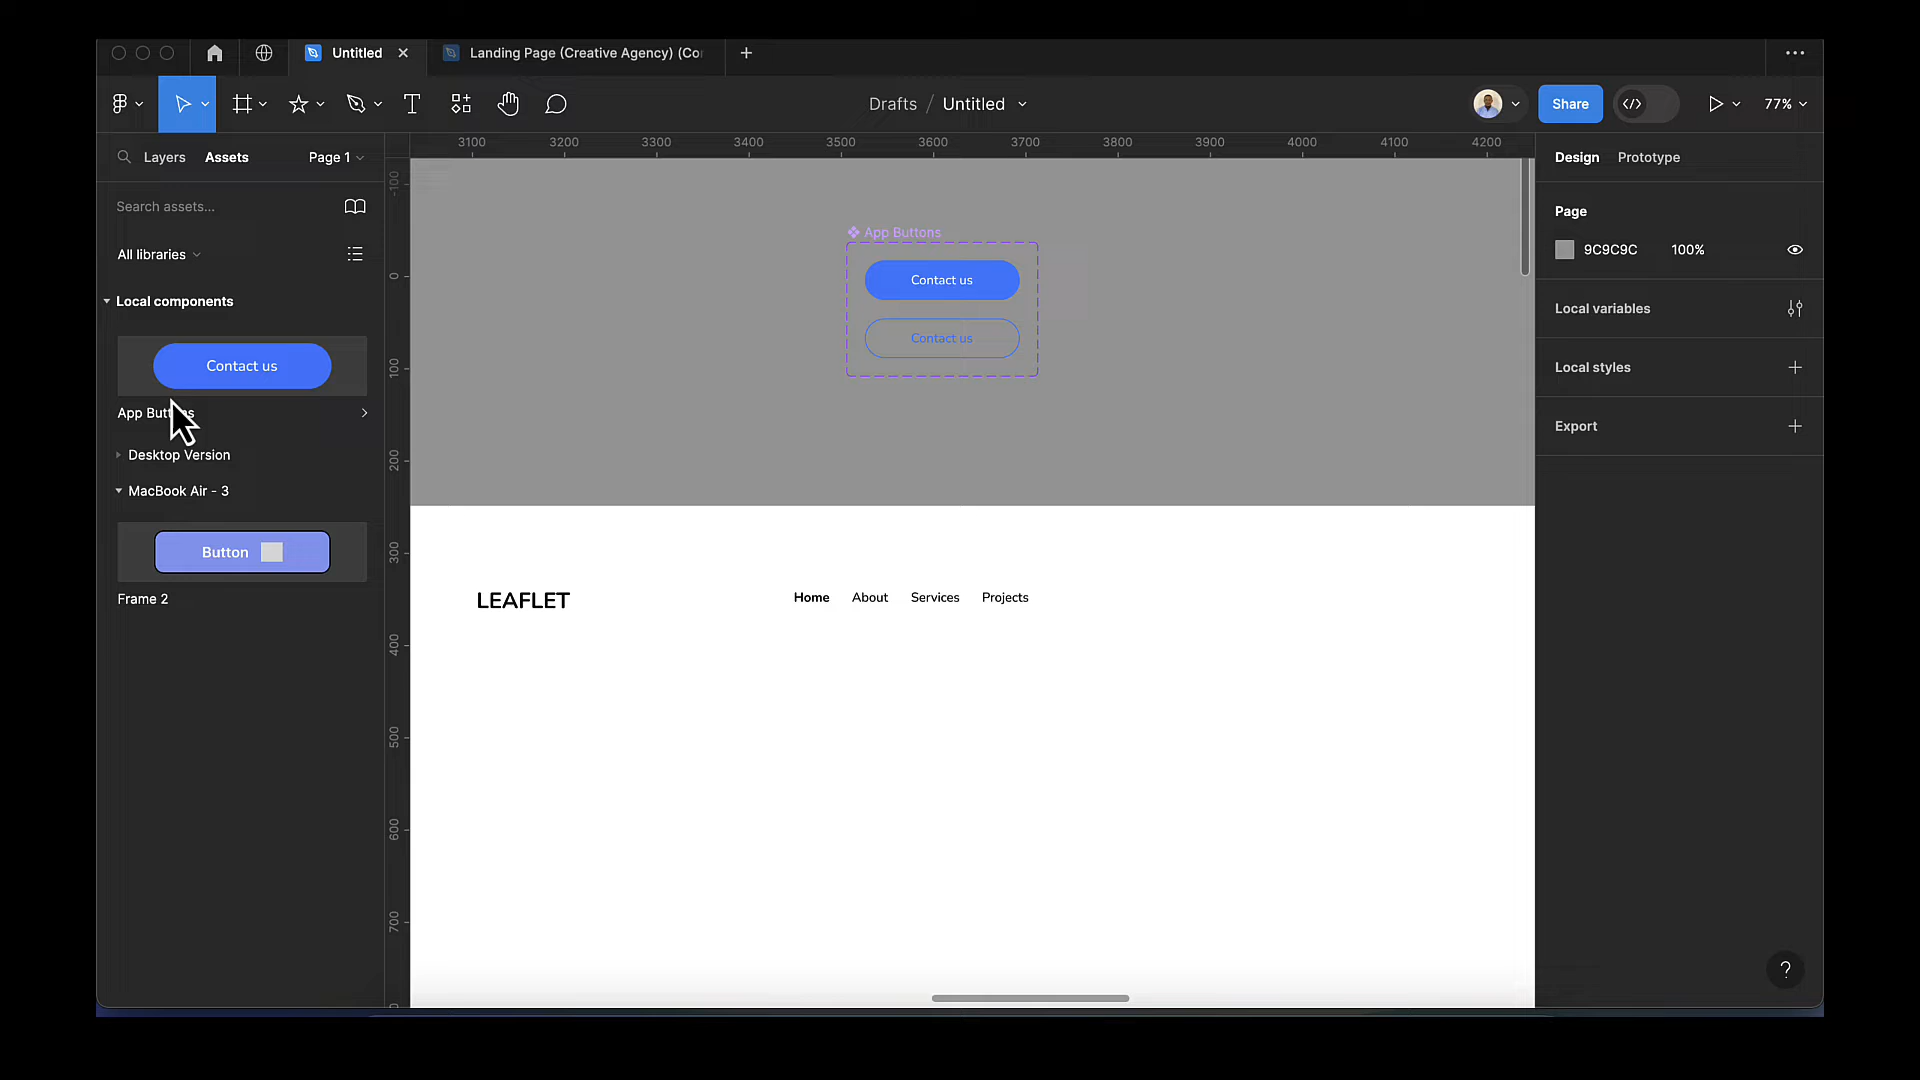 Untitled
Landing Page (Creative Agency) (Co
Drafts / Untitled
Share
77%
Layers Assets Page 1
3100 3200 3300 3400 3500 3600 3700 3800 3900 4000 4100 4200
Design Prototype
Search assets...
Page
9C9C9C 100%
All libraries
Local components
Local variables
Local styles
Export
Contact us
App Buttons
Desktop Version
MacBook Air - 3
Button
Frame 2
-100
0
100
200
300
400
500
600
700
App Buttons
Contact us
Contact us
LEAFLET
Home About Services Projects
?